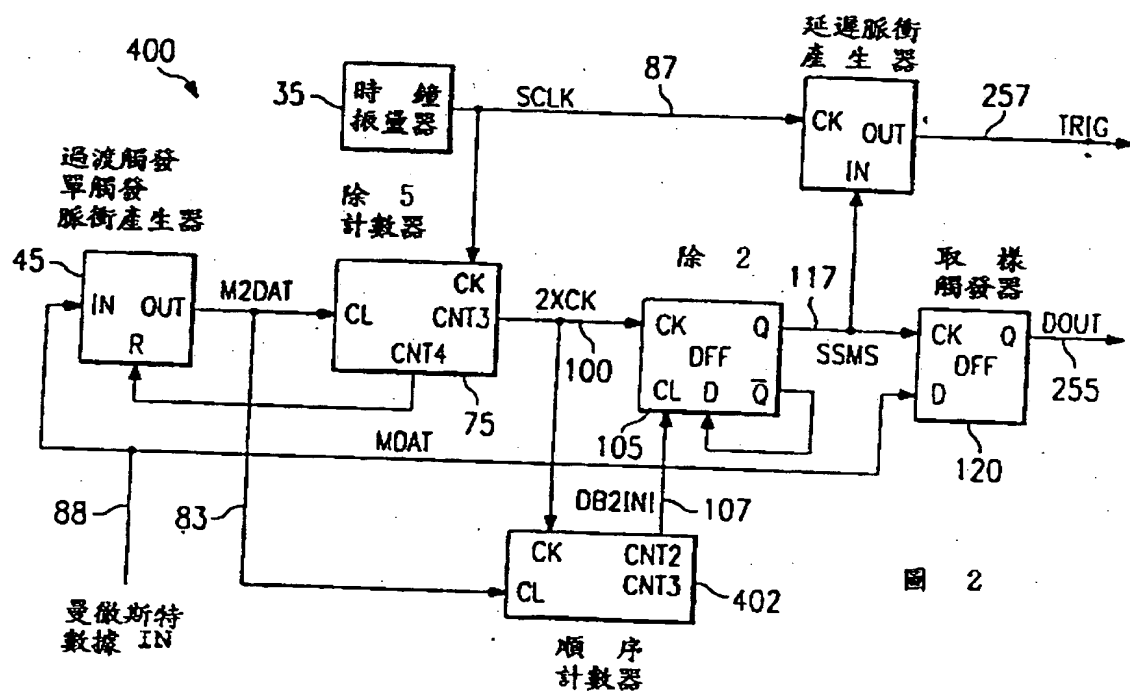 400
延遲脈衝
產生器
35
時鐘
振盪器
SCLK
87
CK
OUT
IN
257
TRIG
過渡觸發
單觸發
脈衝產生器
除 5
計數器
45
IN OUT
R
M2DAT
CK
CL
CNT3
CNT4
75
2XCK
100
除 2
CK Q
DFF
CL D Q̅
105
117
SSMS
取樣
觸發器
CK Q
DFF
D
DOUT
255
120
MDAT
88
83
DB2INI
107
CK CNT2
CNT3
CL
402
圖 2
曼徹斯特
數據 IN
順序
計數器